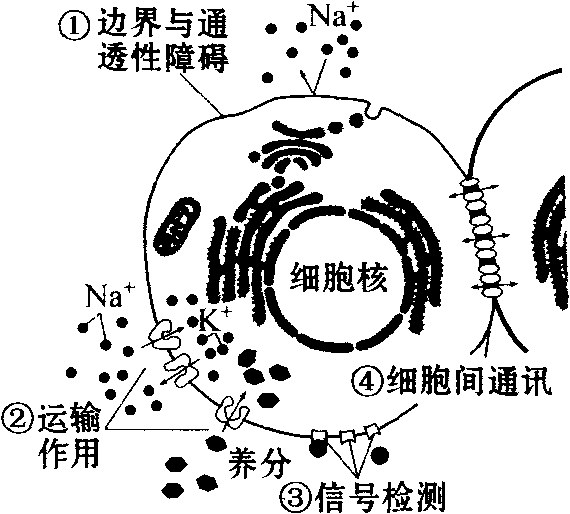 ①边界与通
透性障碍
Na⁺
细胞核
Na⁺
K⁺
④细胞间通讯
②运输
作用
养分
③信号检测